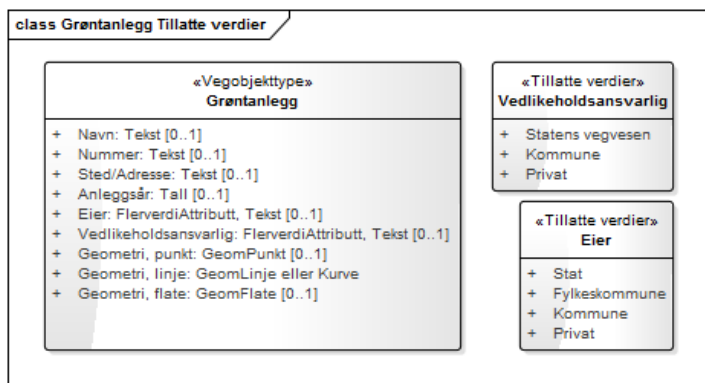 class Grøntanlegg Tillatte verdier
«Vegobjekttype»
Grøntanlegg
+ Navn: Tekst [0..1]
+ Nummer: Tekst [0..1]
+ Sted/Adresse: Tekst [0..1]
+ Anleggsår: Tall [0..1]
+ Eier: FlerverdiAttributt, Tekst [0..1]
+ Vedlikeholdsansvarlig: FlerverdiAttributt, Tekst [0..1]
+ Geometri, punkt: GeomPunkt [0..1]
+ Geometri, linje: GeomLinje eller Kurve
+ Geometri, flate: GeomFlate [0..1]
«Tillatte verdier»
Vedlikeholdsansvarlig
+ Statens vegvesen
+ Kommune
+ Privat
«Tillatte verdier»
Eier
+ Stat
+ Fylkeskommune
+ Kommune
+ Privat